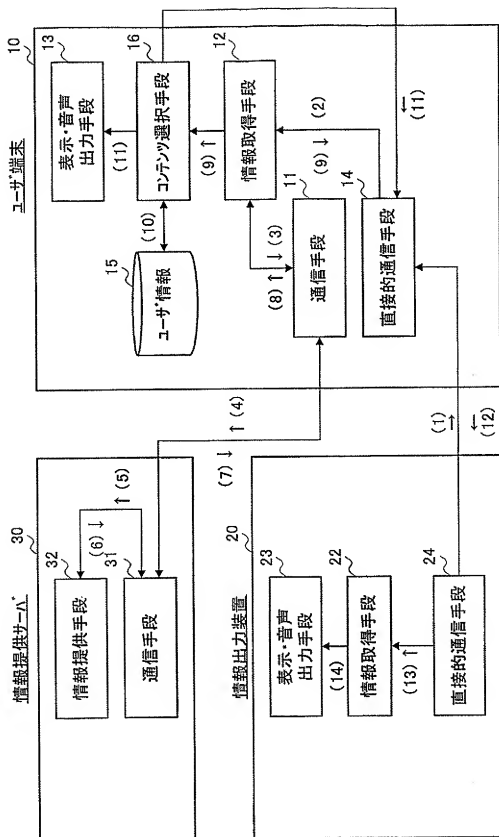 情報提供サーバ
30
32
情報提供手段
(6) ↓
↑ (5)
31
通信手段
(7) ↓
↑ (4)
情報出力装置
20
23
表示・音声
出力手段
(14)
22
情報取得手段
(13) ↑
24
直接的通信手段
(1)
→
←
(12)
ユーザ端末
10
13
表示・音声
出力手段
(11)
16
コンテンツ選択手段
(10)
15
ユーザ情報
(9) ↑
12
情報取得手段
(8) ↑
↓ (3)
11
通信手段
(2)
(9) ↓
14
直接的通信手段
←
(11)